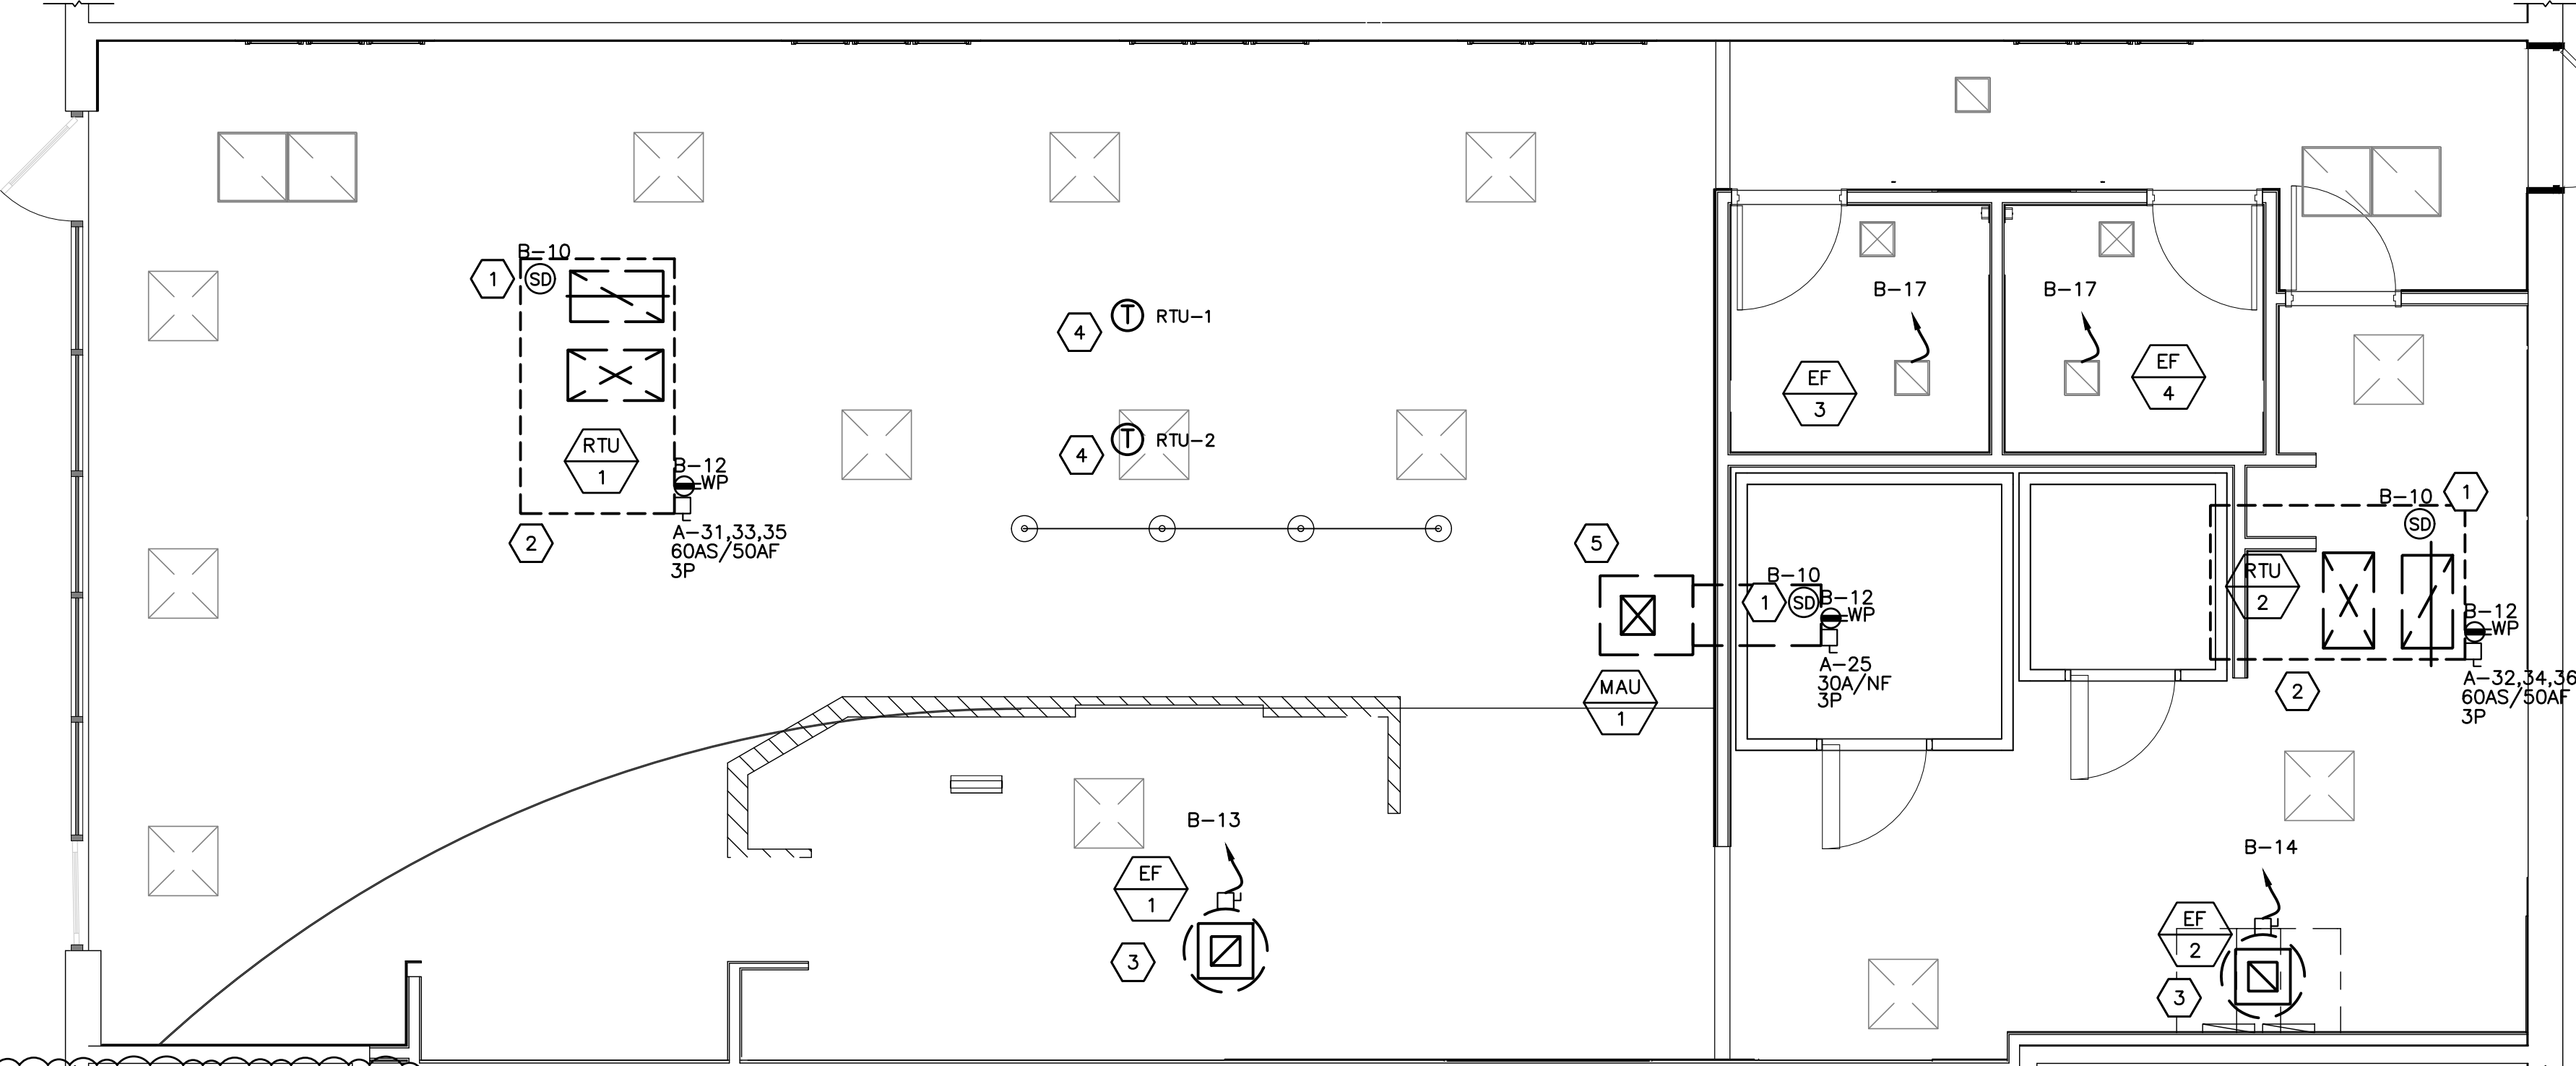 B-10
1
SD
RTU
1
B-12
WP
2
A-31,33,35
60AS/50AF
3P
4
T RTU-1
4
T RTU-2
B-17
B-17
EF
3
EF
4
5
B-10
1
SD
B-12
WP
A-25
30A/NF
3P
MAU
1
B-10
1
SD
RTU
2
B-12
WP
2
A-32,34,36
60AS/50AF
3P
B-13
EF
1
3
B-14
EF
2
3